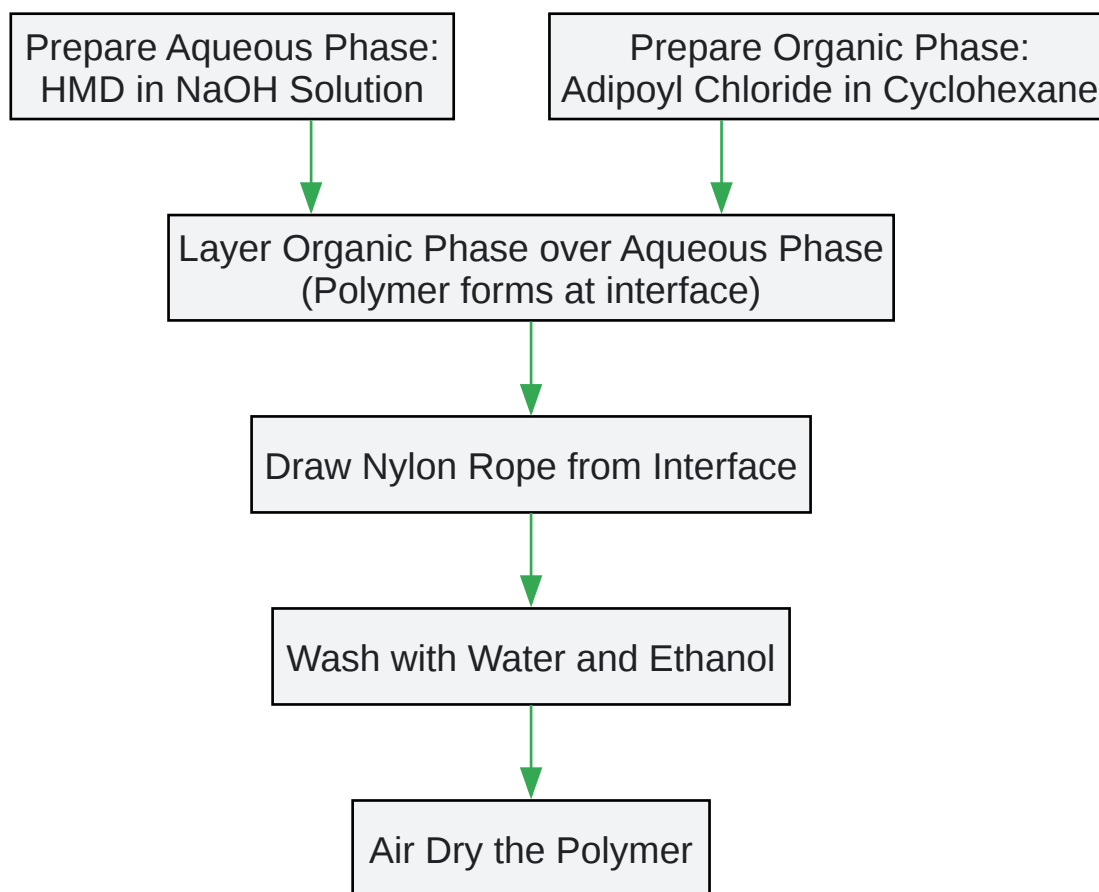 Prepare Aqueous Phase:
HMD in NaOH Solution
Prepare Organic Phase:
Adipoyl Chloride in Cyclohexane
Layer Organic Phase over Aqueous Phase
(Polymer forms at interface)
Draw Nylon Rope from Interface
Wash with Water and Ethanol
Air Dry the Polymer